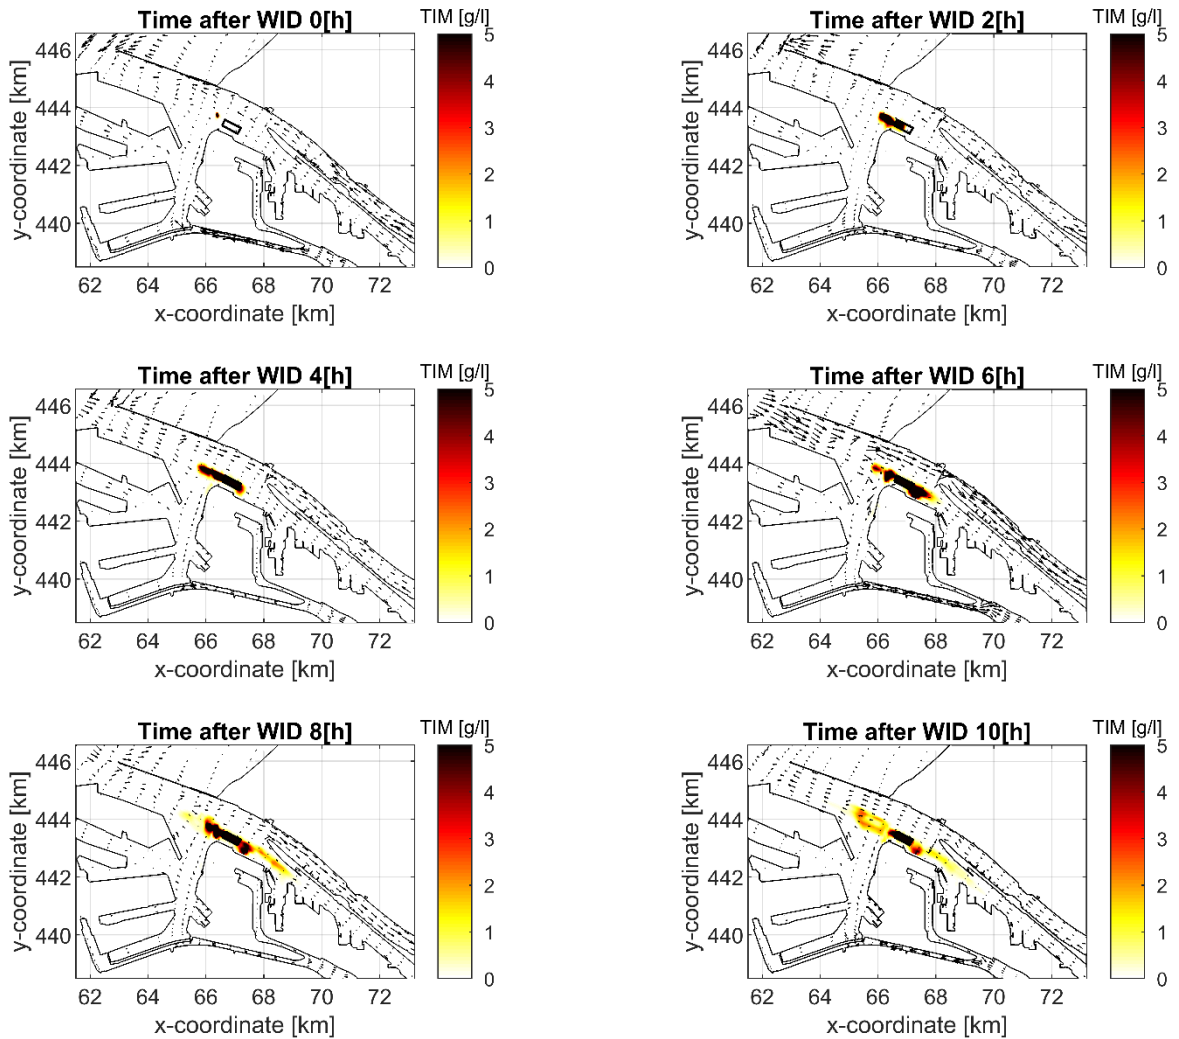 Time after WID 0[h]
TIM [g/l]
446
444
442
440
62 64 66 68 70 72
x-coordinate [km]
y-coordinate [km]
5
4
3
2
1
0
Time after WID 2[h]
TIM [g/l]
446
444
442
440
62 64 66 68 70 72
x-coordinate [km]
y-coordinate [km]
5
4
3
2
1
0
Time after WID 4[h]
TIM [g/l]
446
444
442
440
62 64 66 68 70 72
x-coordinate [km]
y-coordinate [km]
5
4
3
2
1
0
Time after WID 6[h]
TIM [g/l]
446
444
442
440
62 64 66 68 70 72
x-coordinate [km]
y-coordinate [km]
5
4
3
2
1
0
Time after WID 8[h]
TIM [g/l]
446
444
442
440
62 64 66 68 70 72
x-coordinate [km]
y-coordinate [km]
5
4
3
2
1
0
Time after WID 10[h]
TIM [g/l]
446
444
442
440
62 64 66 68 70 72
x-coordinate [km]
y-coordinate [km]
5
4
3
2
1
0